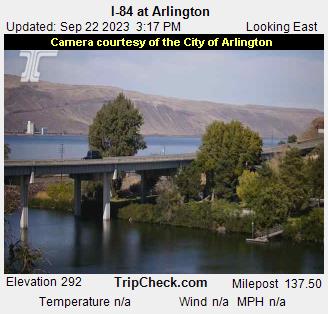 I-84 at Arlington
Updated: Sep 22 2023 3:17 PM Looking East
Camera courtesy of the City of Arlington
Elevation 292 TripCheck.com Milepost 137.50
Temperature n/a Wind n/a MPH n/a